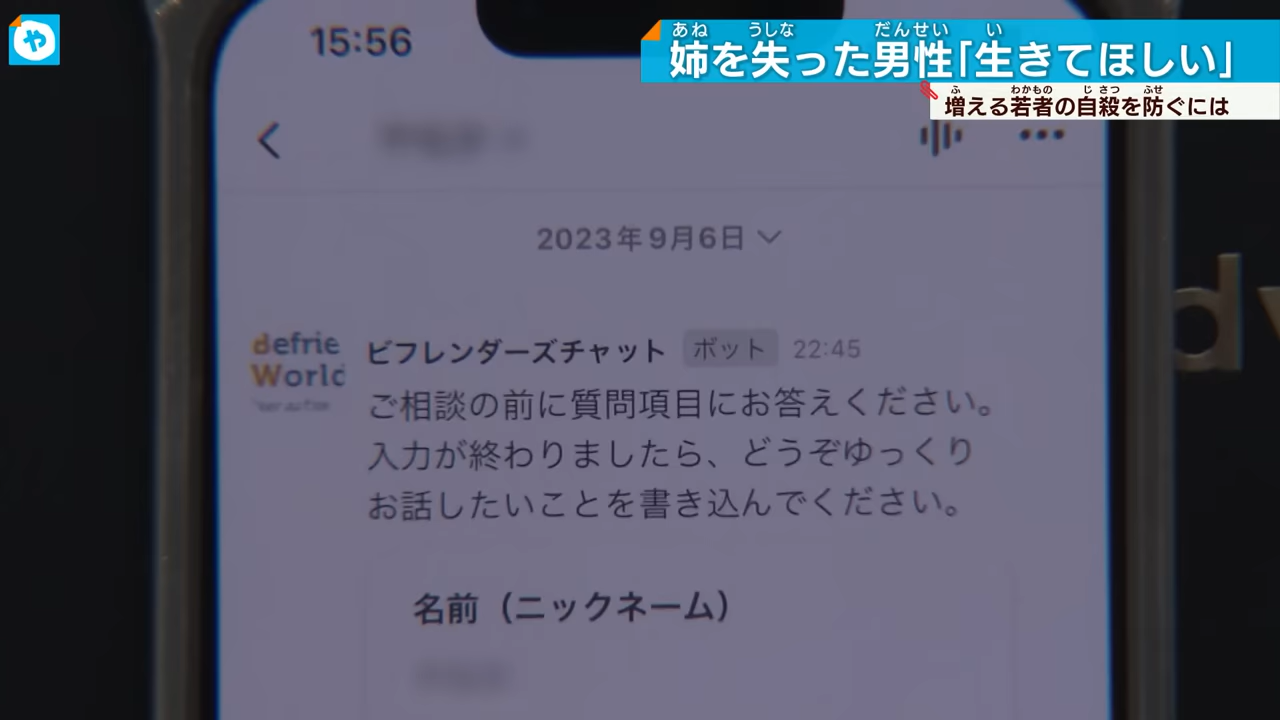 や
あね うしな だんせい い
姉を失った男性「生きてほしい」
ふ わかもの じさつ ふせ
増える若者の自殺を防ぐには
15:56
2023年9月6日
defrie
World
ビフレンダーズチャット ボット 22:45
ご相談の前に質問項目にお答えください。
入力が終わりましたら、どうぞゆっくり
お話したいことを書き込んでください。
名前（ニックネーム）